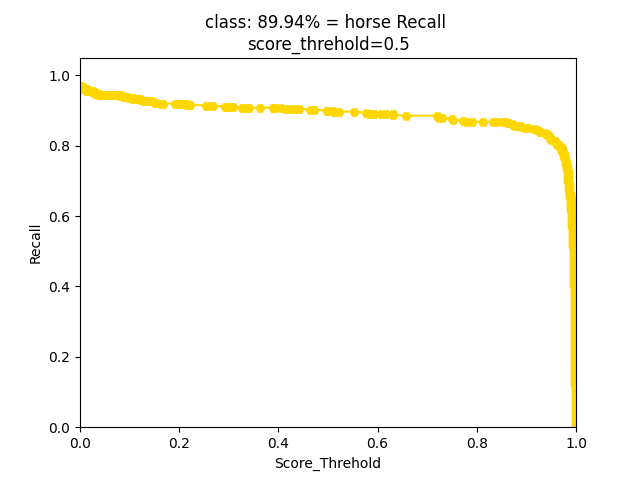 class: 89.94% = horse Recall
score_threhold=0.5
1.0
0.8
0.6
0.4
0.2
0.0
Recall
0.0 0.2 0.4 0.6 0.8 1.0
Score_Threhold